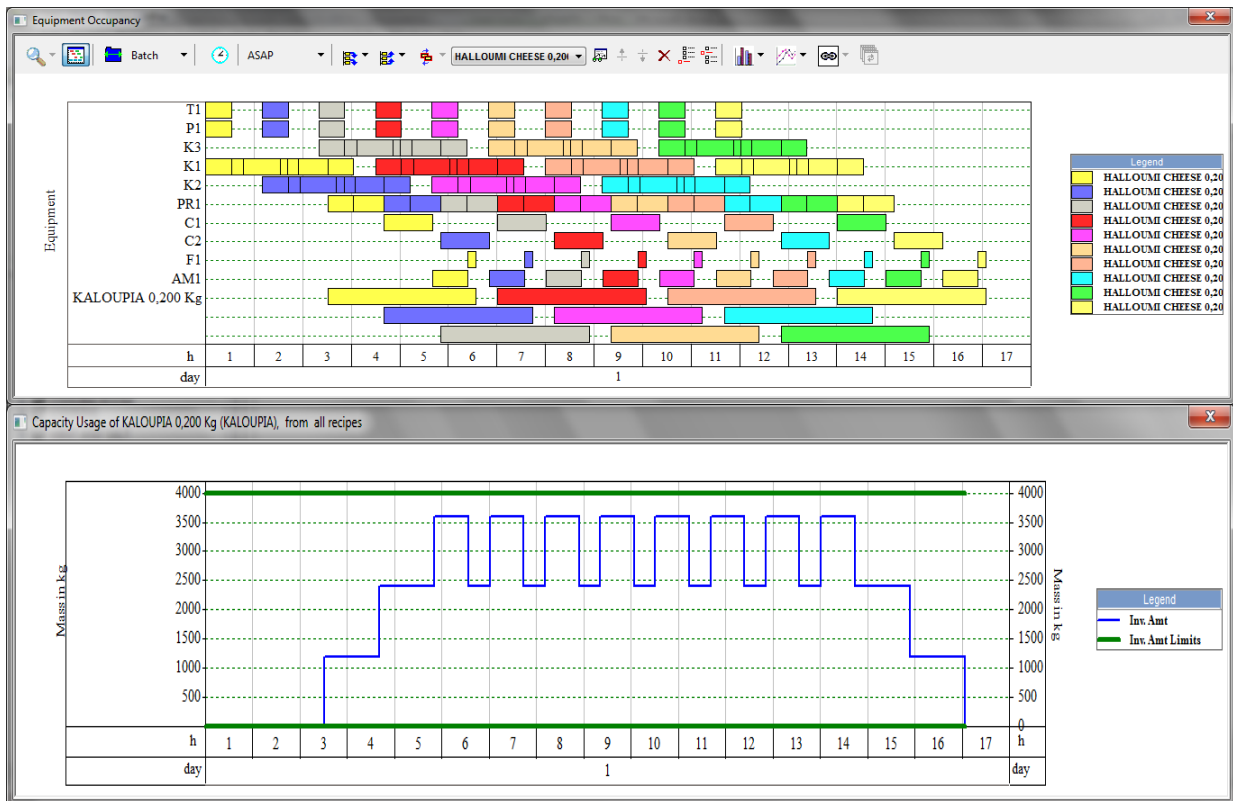 Equipment Occupancy
Batch ASAP HALLOUMI CHEESE 0,20
Equipment
T1
P1
K3
K1
K2
PR1
C1
C2
F1
AM1
KALOUPIA 0,200 Kg
h 1 2 3 4 5 6 7 8 9 10 11 12 13 14 15 16 17
day 1
Legend
HALLOUMI CHEESE 0,20
HALLOUMI CHEESE 0,20
HALLOUMI CHEESE 0,20
HALLOUMI CHEESE 0,20
HALLOUMI CHEESE 0,20
HALLOUMI CHEESE 0,20
HALLOUMI CHEESE 0,20
HALLOUMI CHEESE 0,20
HALLOUMI CHEESE 0,20
HALLOUMI CHEESE 0,20
Capacity Usage of KALOUPIA 0,200 Kg (KALOUPIA), from all recipes
Mass in kg
4000 4000
3500 3500
3000 3000
2500 2500
2000 2000
1500 1500
1000 1000
500 500
0
h 1 2 3 4 5 6 7 8 9 10 11 12 13 14 15 16 17 h
day 1 day
Mass in kg
Legend
Inv. Amt
Inv. Amt Limits